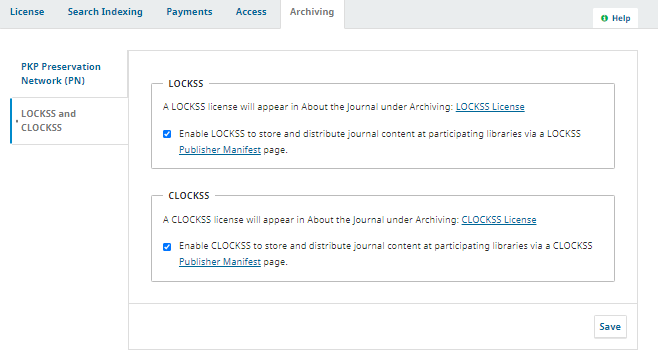 License Search Indexing Payments Access Archiving
Help
PKP Preservation
Network (PN)
LOCKSS and
CLOCKSS
LOCKSS
A LOCKSS license will appear in About the Journal under Archiving: LOCKSS License
Enable LOCKSS to store and distribute journal content at participating libraries via a LOCKSS
Publisher Manifest page.
CLOCKSS
A CLOCKSS license will appear in About the Journal under Archiving: CLOCKSS License
Enable CLOCKSS to store and distribute journal content at participating libraries via a CLOCKSS
Publisher Manifest page.
Save